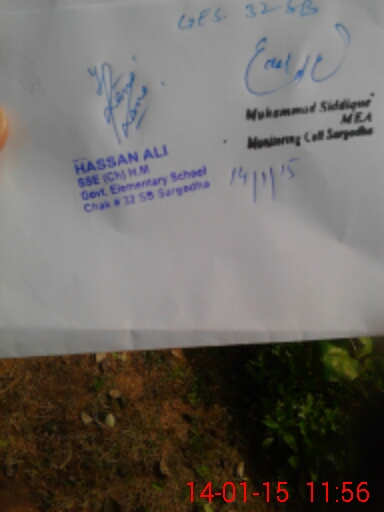 GES 32-SB
Muhammad Siddique
MEA
Monitoring Cell Sargodha
HASSAN ALI
SSE (Ch) H.M
Govt. Elementary School
Chak # 32 SB Sargodha
14/1/15
14-01-15 11:56